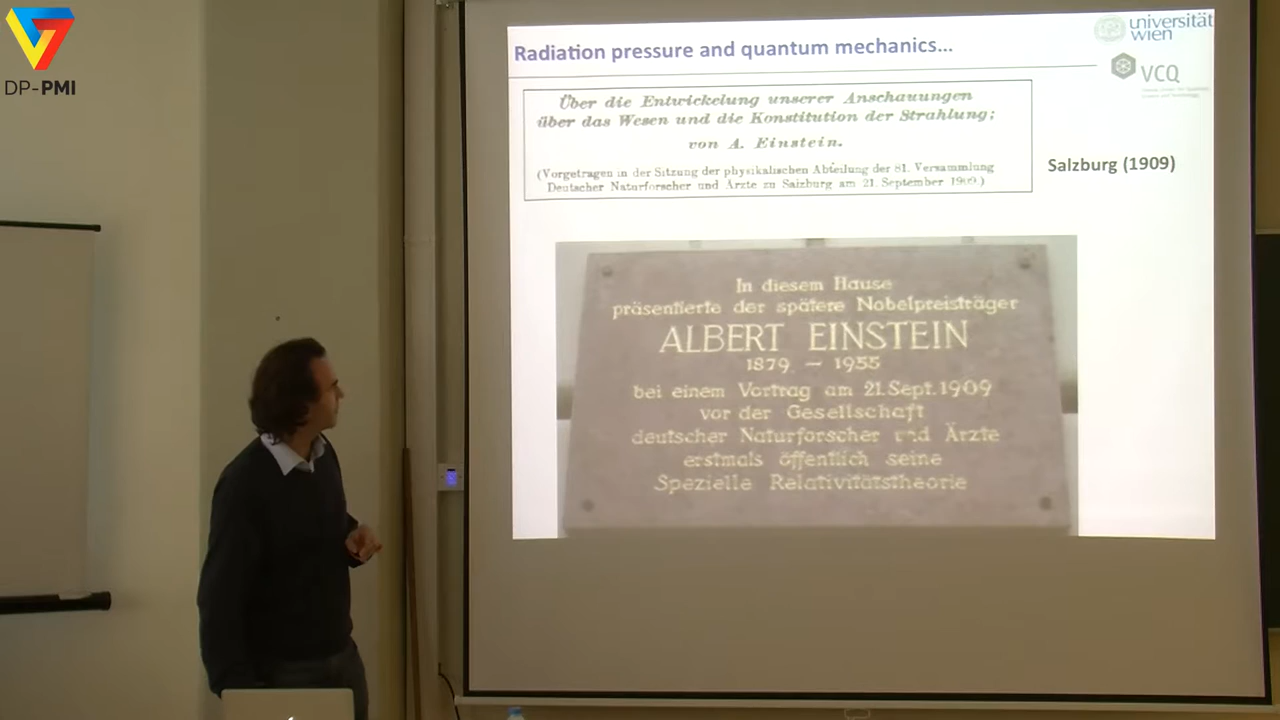 DP-PMI
Radiation pressure and quantum mechanics...
universität
wien
VCQ
Über die Entwickelung unserer Anschauungen
über das Wesen und die Konstitution der Strahlung;
von A. Einstein.
(Vorgetragen in der Sitzung der physikalischen Abteilung der 81. Versammlung
Deutscher Naturforscher und Ärzte zu Salzburg am 21. September 1909.)
Salzburg (1909)
In diesem Hause
präsentierte der spätere Nobelpreisträger
ALBERT EINSTEIN
1879 – 1955
bei einem Vortrag am 21. Sept. 1909
vor der Gesellschaft
deutscher Naturforscher und Ärzte
erstmals öffentlich seine
Spezielle Relativitätstheorie